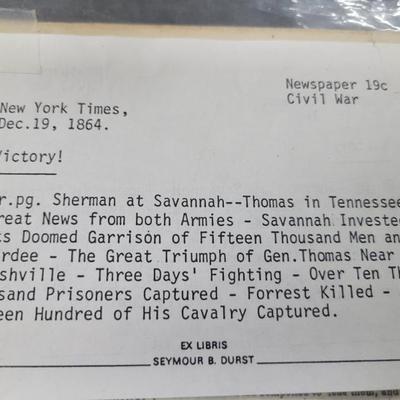 Newspaper 19c
New York Times,
Civil War
Dec.19, 1864.
Victory!
r.pg. Sherman at Savannah--Thomas in Tennessee
reat News from both Armies - Savannah Invested
ts Doomed Garrison of Fifteen Thousand Men and
rdee - The Great Triumph of Gen.Thomas Near
shville - Three Days' Fighting - Over Ten Th
sand Prisoners Captured - Forrest Killed -
een Hundred of His Cavalry Captured.
EX LIBRIS
SEYMOUR B. DURST